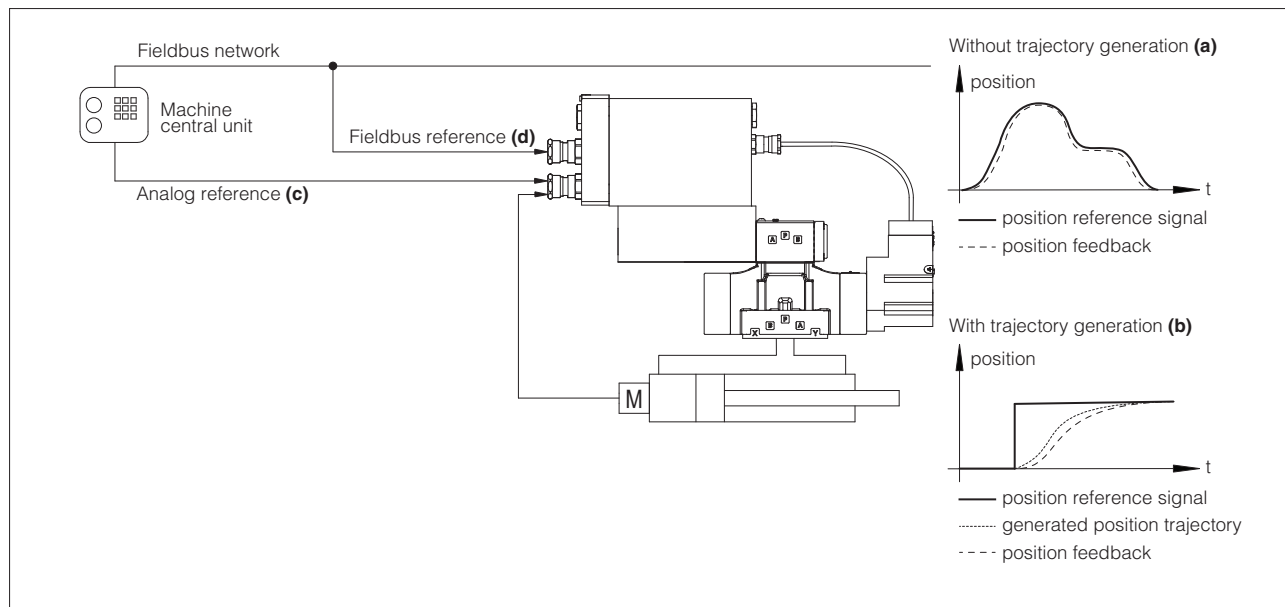 Fieldbus network
Machine
central unit
Fieldbus reference (d)
Analog reference (c)
A P B
X B P A Y
M
Without trajectory generation (a)
position
t
position reference signal
position feedback
With trajectory generation (b)
position
t
position reference signal
generated position trajectory
position feedback